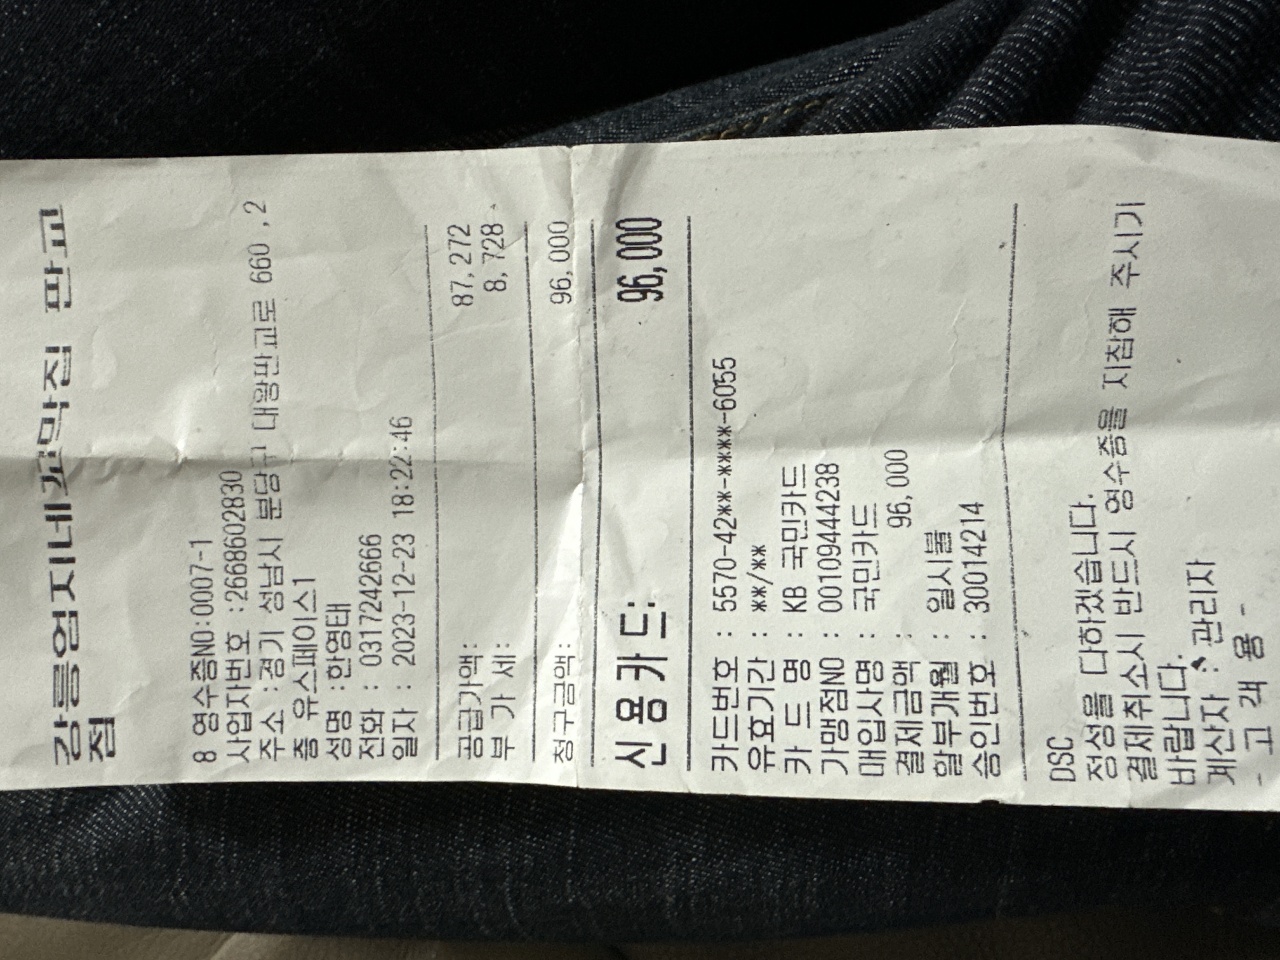 강릉엄지네꼬막집 판교
점
8 영수증NO:0007-1
사업자번호 :2668602830
주소 :경기 성남시 분당구 대왕판교로 660 ,2
층 유스페이스1
성명 :한영태
전화 : 0317242666
일자 : 2023-12-23 18:22:46
공급가액: 87,272
부 가 세: 8,728
청구금액: 96,000
신용카드: 96,000
카드번호 : 5570-42**-****-6055
유효기간 : **/**
카 드 명 : KB 국민카드
가맹점NO : 00109444238
매입사명 : 국민카드
결제금액 : 96,000
할부개월 : 일시불
승인번호 : 30014214
DSC
정성을 다하겠습니다.
결제취소시 반드시 영수증을 지참해 주시기
바랍니다.
계산자 : 관리자
- 고 객 용 -